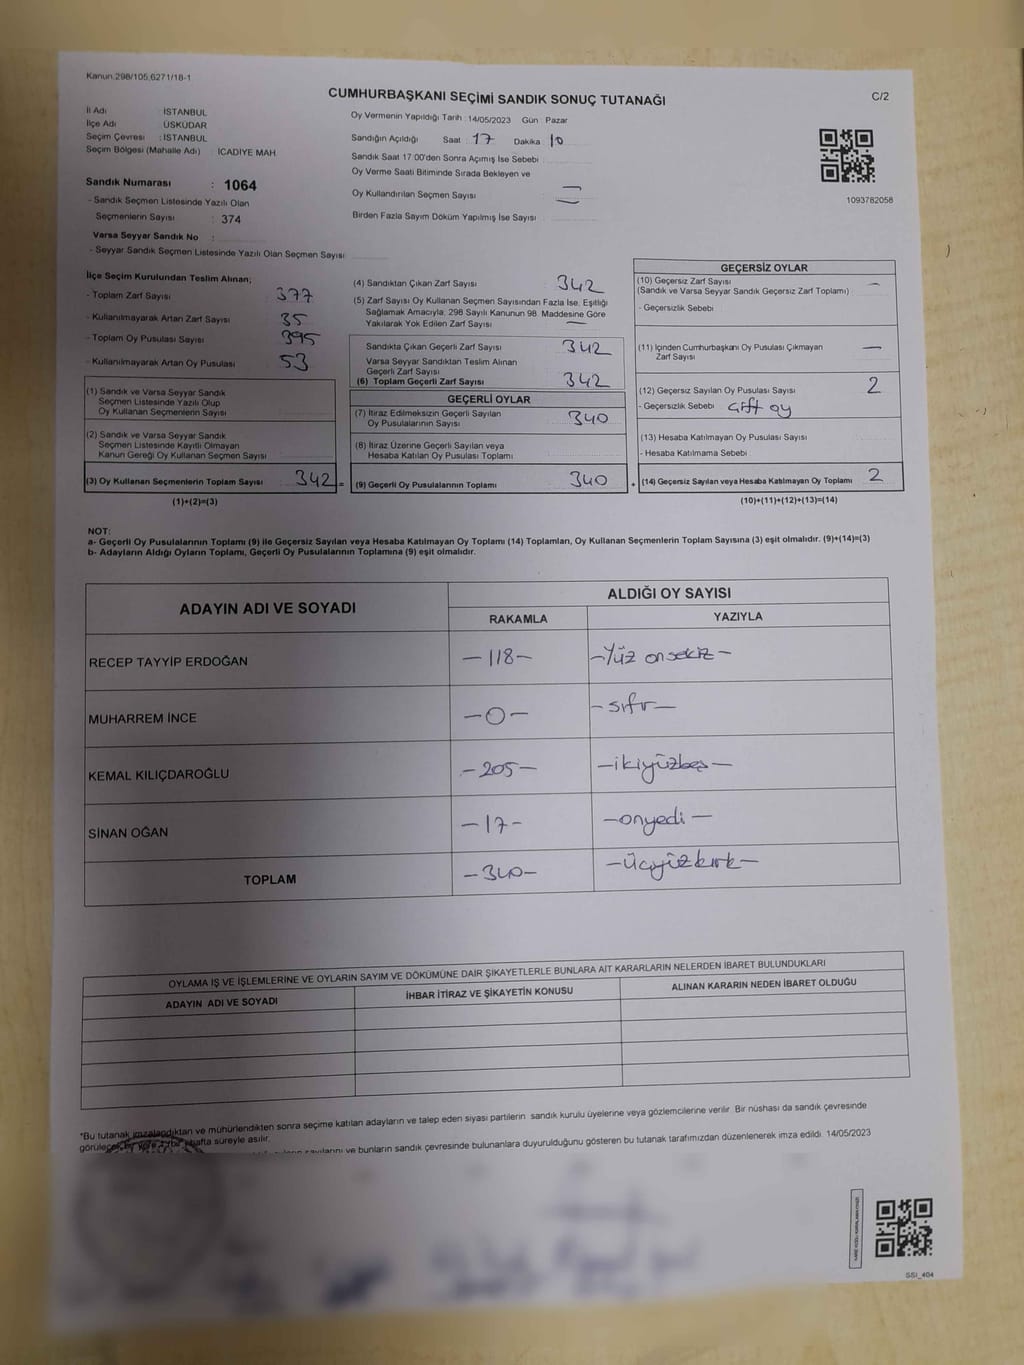 Kanun.298/105,6271/18-1
CUMHURBAŞKANI SEÇİMİ SANDIK SONUÇ TUTANAĞI
C/2
İl Adı : İSTANBUL
İlçe Adı : ÜSKÜDAR
Seçim Çevresi : İSTANBUL
Seçim Bölgesi (Mahalle Adı) : İCADİYE MAH.
Oy Vermenin Yapıldığı Tarih : 14/05/2023 Gün : Pazar
Sandığın Açıldığı Saat : 17 Dakika : 10
Sandık Saat 17:00'den Sonra Açımış İse Sebebi :
Oy Verme Saati Bitiminde Sırada Bekleyen ve
Oy Kullandırılan Seçmen Sayısı : —
Birden Fazla Sayım Döküm Yapılmış İse Sayısı :
1093782058
Sandık Numarası : 1064
- Sandık Seçmen Listesinde Yazılı Olan
Seçmenlerin Sayısı : 374
Varsa Seyyar Sandık No :
- Seyyar Sandık Seçmen Listesinde Yazılı Olan Seçmen Sayısı :
İlçe Seçim Kurulundan Teslim Alınan;
- Toplam Zarf Sayısı : 377
- Kullanılmayarak Artan Zarf Sayısı : 35
- Toplam Oy Pusulası Sayısı : 395
- Kullanılmayarak Artan Oy Pusulası : 53
(1) Sandık ve Varsa Seyyar Sandık
Seçmen Listesinde Yazılı Olup
Oy Kullanan Seçmenlerin Sayısı :
(2) Sandık ve Varsa Seyyar Sandık
Seçmen Listesinde Kayıtlı Olmayan
Kanun Gereği Oy Kullanan Seçmen Sayısı :
(3) Oy Kullanan Seçmenlerin Toplam Sayısı : 342 =
(1)+(2)=(3)
(4) Sandıktan Çıkan Zarf Sayısı : 342
(5) Zarf Sayısı Oy Kullanan Seçmen Sayısından Fazla İse, Eşitliği
Sağlamak Amacıyla, 298 Sayılı Kanunun 98. Maddesine Göre
Yakılarak Yok Edilen Zarf Sayısı : —
Sandıkta Çıkan Geçerli Zarf Sayısı : 342
Varsa Seyyar Sandıktan Teslim Alınan
Geçerli Zarf Sayısı :
(6) Toplam Geçerli Zarf Sayısı : 342
GEÇERLİ OYLAR
(7) İtiraz Edilmeksizin Geçerli Sayılan
Oy Pusulalarının Sayısı : 340
(8) İtiraz Üzerine Geçerli Sayılan veya
Hesaba Katılan Oy Pusulası Toplamı :
(9) Geçerli Oy Pusulalarının Toplamı : 340 +
GEÇERSİZ OYLAR
(10) Geçersiz Zarf Sayısı : —
(Sandık ve Varsa Seyyar Sandık Geçersiz Zarf Toplamı)
- Geçersizlik Sebebi :
(11) İçinden Cumhurbaşkanı Oy Pusulası Çıkmayan
Zarf Sayısı : —
(12) Geçersiz Sayılan Oy Pusulası Sayısı : 2
- Geçersizlik Sebebi : Çift oy
(13) Hesaba Katılmayan Oy Pusulası Sayısı :
- Hesaba Katılmama Sebebi :
(14) Geçersiz Sayılan veya Hesaba Katılmayan Oy Toplamı : 2
(10)+(11)+(12)+(13)=(14)
NOT:
a- Geçerli Oy Pusulalarının Toplamı (9) ile Geçersiz Sayılan veya Hesaba Katılmayan Oy Toplamı (14) Toplamları, Oy Kullanan Seçmenlerin Toplam Sayısına (3) eşit olmalıdır. (9)+(14)=(3)
b- Adayların Aldığı Oyların Toplamı, Geçerli Oy Pusulalarının Toplamına (9) eşit olmalıdır.
ADAYIN ADI VE SOYADI
ALDIĞI OY SAYISI
RAKAMLA YAZIYLA
RECEP TAYYİP ERDOĞAN -118- -Yüz onsekiz-
MUHARREM İNCE -0- -sıfır-
KEMAL KILIÇDAROĞLU -205- -ikiyüzbeş-
SİNAN OĞAN -17- -onyedi-
TOPLAM -340- -üçyüzkırk-
OYLAMA İŞ VE İŞLEMLERİNE VE OYLARIN SAYIM VE DÖKÜMÜNE DAİR ŞİKAYETLERLE BUNLARA AİT KARARLARIN NELERDEN İBARET BULUNDUKLARI
ADAYIN ADI VE SOYADI İHBAR İTİRAZ VE ŞİKAYETİN KONUSU ALINAN KARARIN NEDEN İBARET OLDUĞU
*Bu tutanak imzalandıktan ve mühürlendikten sonra seçime katılan adayların ve talep eden siyasi partilerin sandık kurulu üyelerine veya gözlemcilerine verilir. Bir nüshası da sandık çevresinde
görülecek bir yere 1 bir hafta süreyle asılır.
ve bunların sandık çevresinde bulunanlara duyurulduğunu gösteren bu tutanak tarafımızdan düzenlenerek imza edildi. 14/05/2023
SSI_404